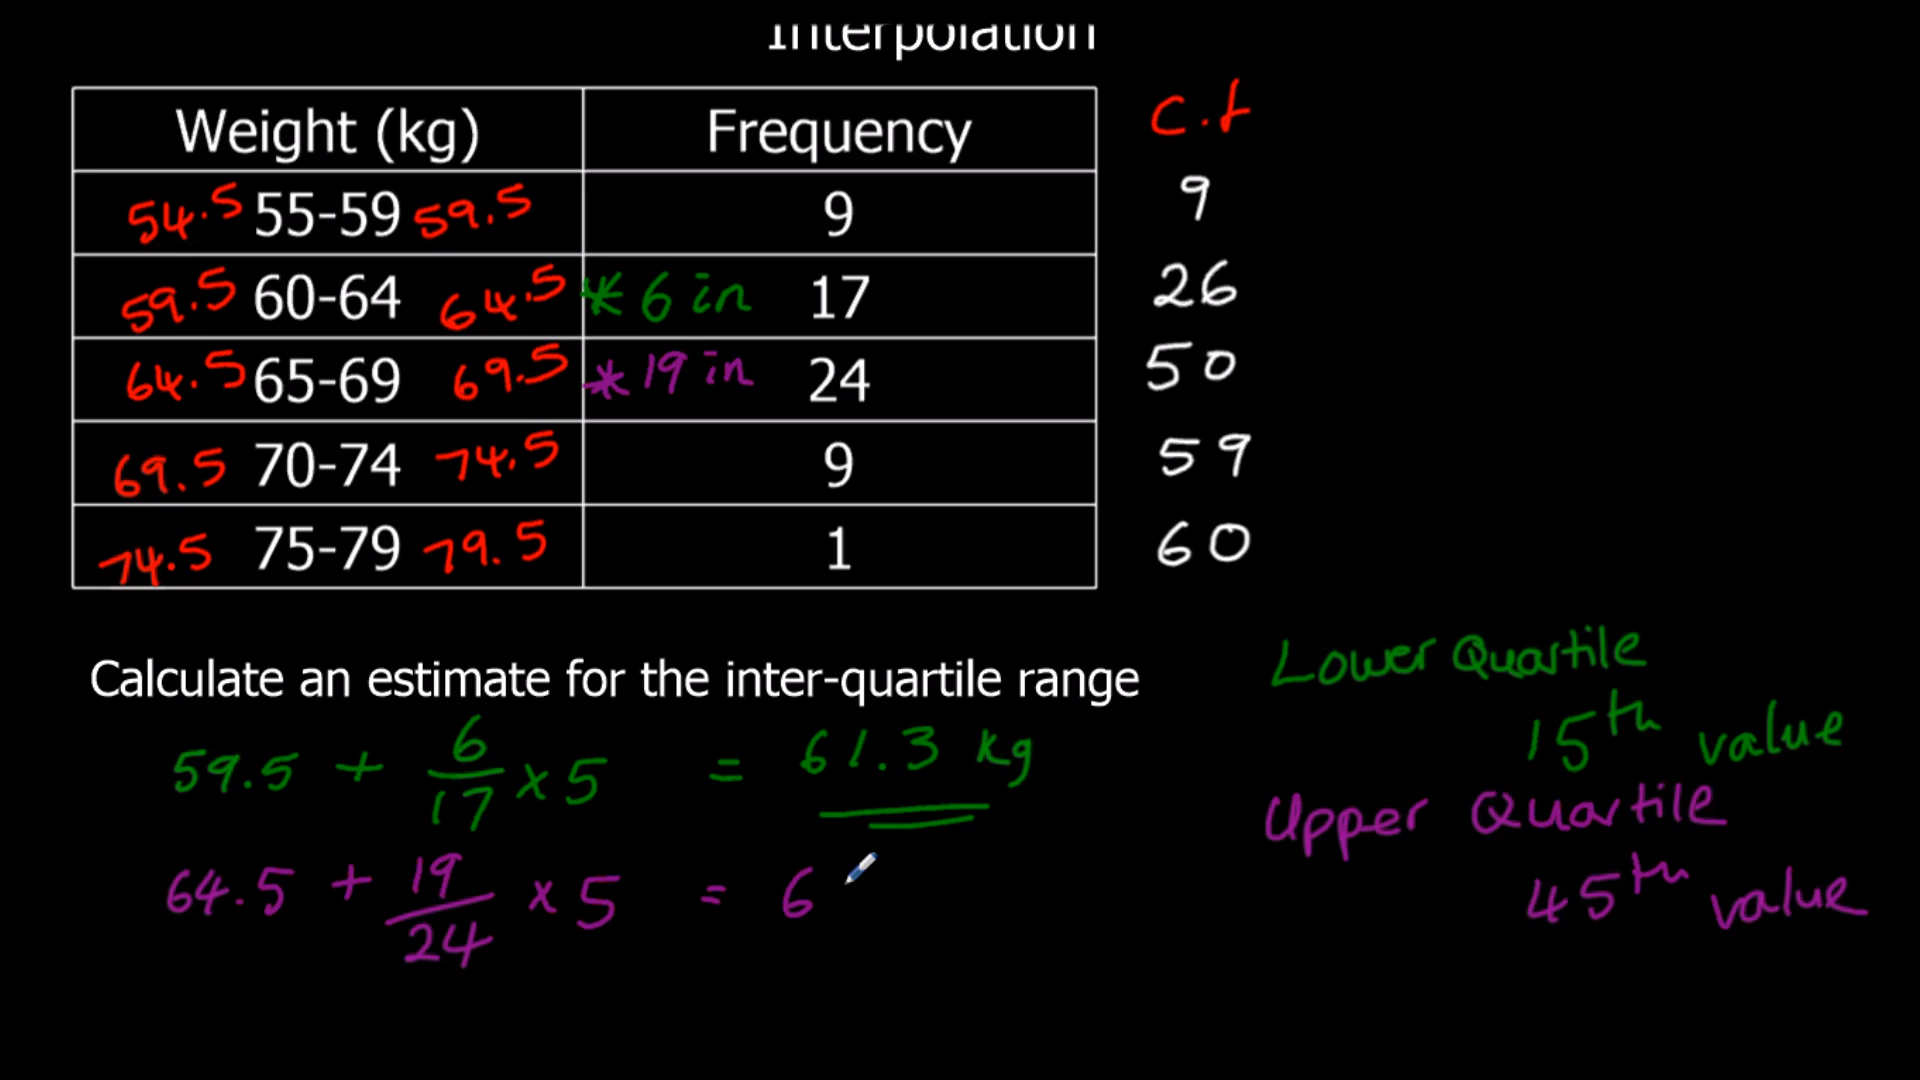 Interpolation
Weight (kg) Frequency c.f
54.5 55-59 59.5 9 9
59.5 60-64 64.5 * 6 in 17 26
64.5 65-69 69.5 * 19 in 24 50
69.5 70-74 74.5 9 59
74.5 75-79 79.5 1 60
Calculate an estimate for the inter-quartile range
59.5 + 6/17 × 5 = 61.3 kg
64.5 + 19/24 × 5 = 6
Lower Quartile
15th value
Upper Quartile
45th value